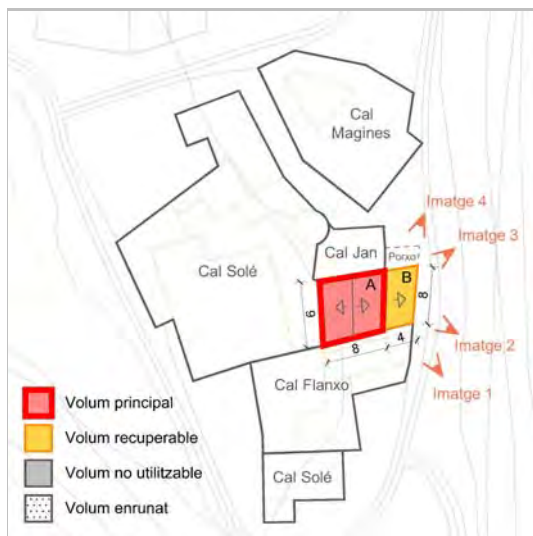 Cal
Magines
Imatge 4
Cal Jan
Porxo
Imatge 3
Cal Solé
A
B
9
8
8
4
Imatge 2
Cal Flanxo
Imatge 1
Cal Solé
Volum principal
Volum recuperable
Volum no utilitzable
Volum enrunat